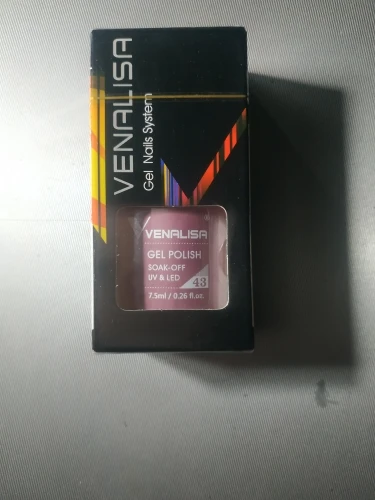 VENALISA
Gel Nails System
VENALISA
GEL POLISH
SOAK-OFF
UV & LED
43
7.5ml / 0.26 fl.oz.